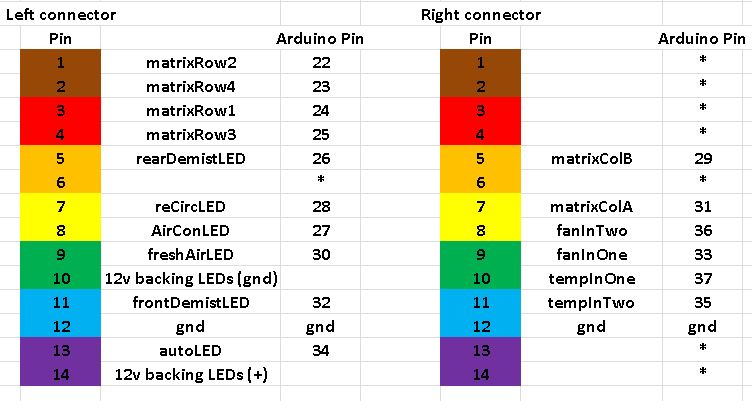 Left connector Right connector
Pin Arduino Pin Pin Arduino Pin
1 matrixRow2 22 1 *
2 matrixRow4 23 2 *
3 matrixRow1 24 3 *
4 matrixRow3 25 4 *
5 rearDemistLED 26 5 matrixColB 29
6 * 6 *
7 reCircLED 28 7 matrixColA 31
8 AirConLED 27 8 fanInTwo 36
9 freshAirLED 30 9 fanInOne 33
10 12v backing LEDs (gnd) 10 tempInOne 37
11 frontDemistLED 32 11 tempInTwo 35
12 gnd gnd 12 gnd gnd
13 autoLED 34 13 *
14 12v backing LEDs (+) 14 *